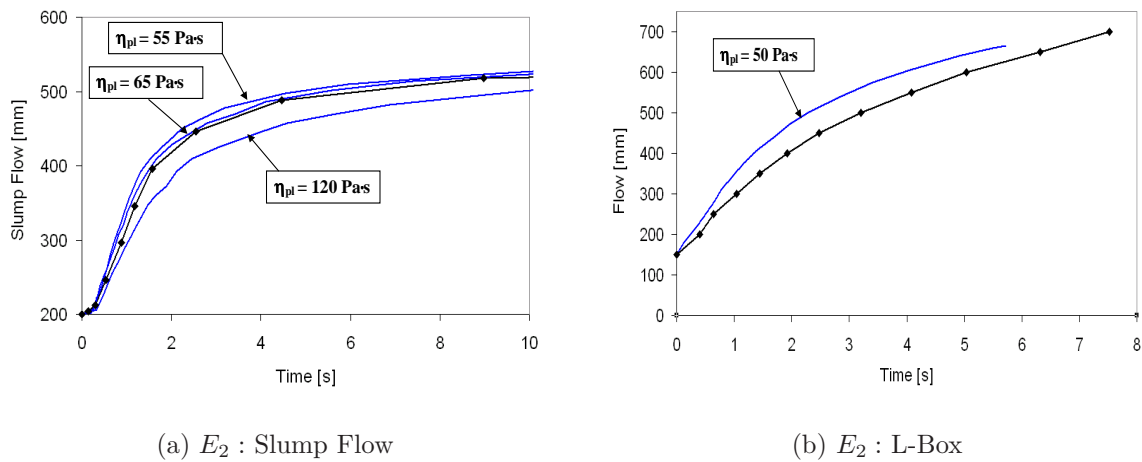 600
500
400
300
200
Slump Flow [mm]
η_pl = 55 Pa·s
η_pl = 65 Pa·s
η_pl = 120 Pa·s
0 2 4 6 8 10
Time [s]
(a) E₂ : Slump Flow
700
600
500
400
300
200
100
0
Flow [mm]
η_pl = 50 Pa·s
0 1 2 3 4 5 6 7 8
Time [s]
(b) E₂ : L-Box